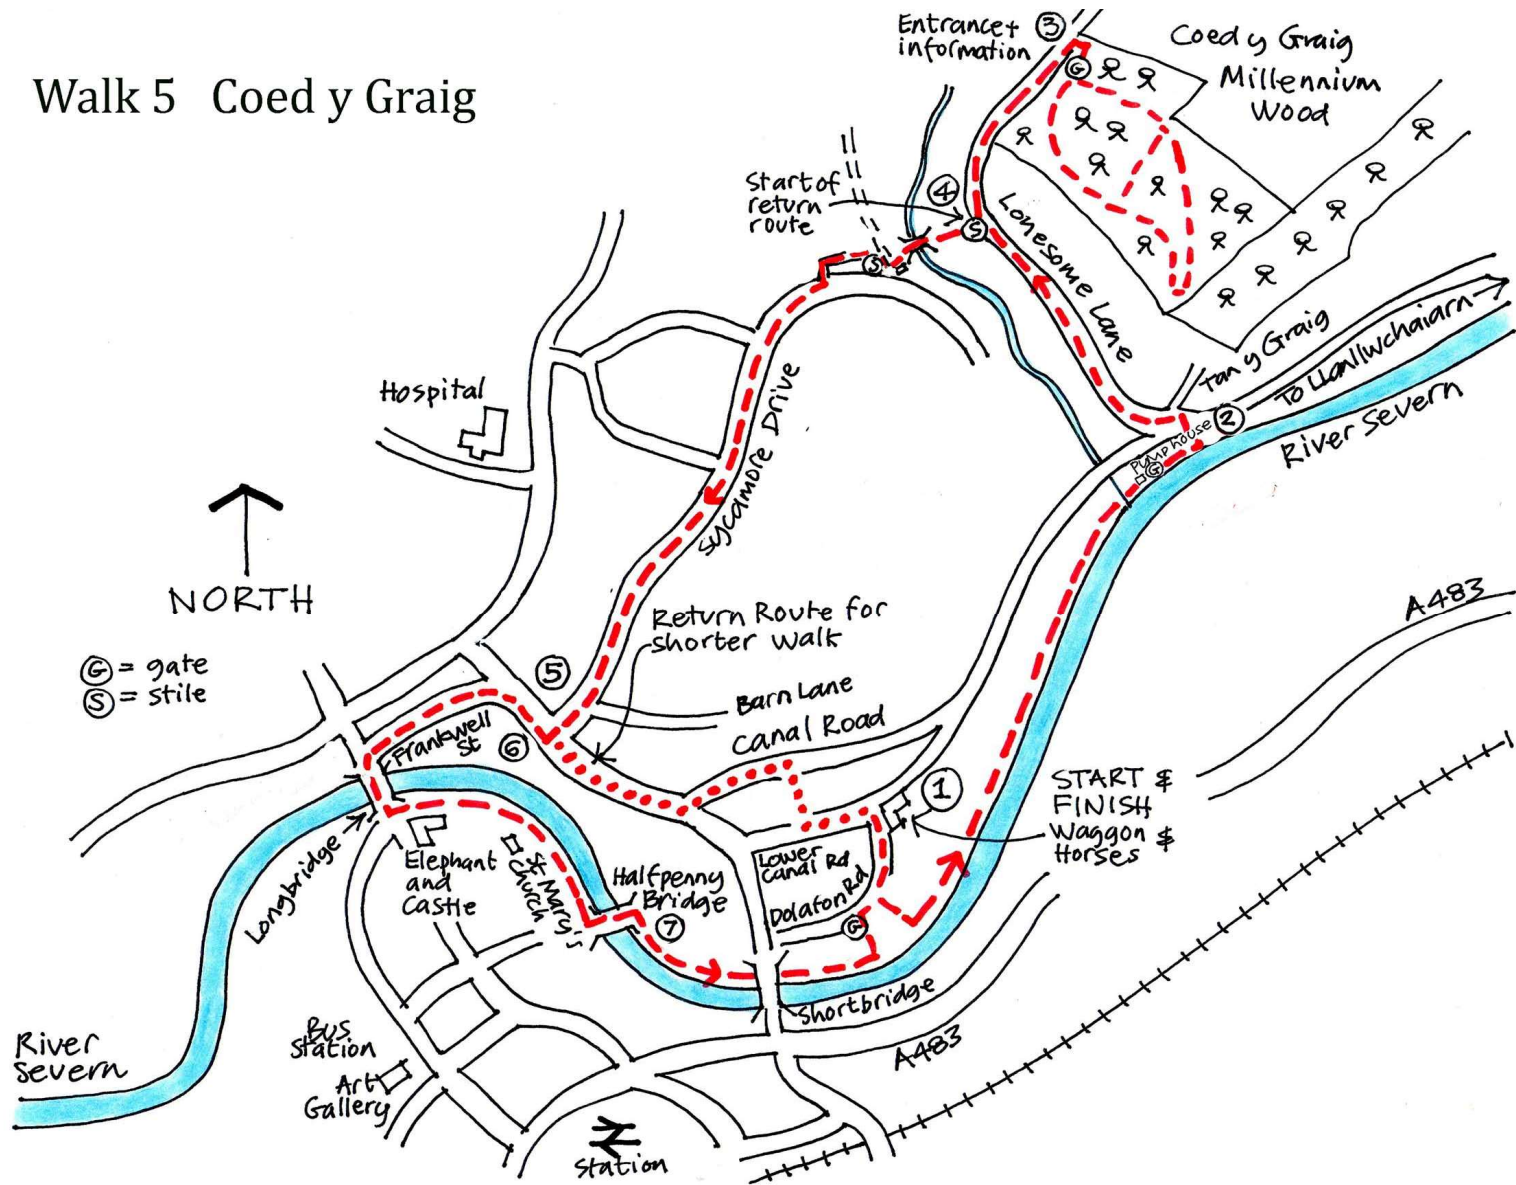 Walk 5 Coed y Graig
Entrance +
information
3
Coed y Graig
Millennium
Wood
G
Start of
return
route
4
S
S
Lonesome Lane
Tan y Graig
To Llanllwchaiarn
2
Pump house
G
River Severn
Hospital
Sycamore Drive
NORTH
G = gate
S = stile
Return Route for
shorter walk
A483
5
Barn Lane
Canal Road
Frankwell
St
6
1
START &
FINISH
Waggon &
Horses
Longbridge
Elephant
and
Castle
St Mary's
Church
Halfpenny
Bridge
7
Lower
Canal Rd
Dolafon Rd
G
Shortbridge
A483
River
Severn
Bus
Station
Art
Gallery
Station